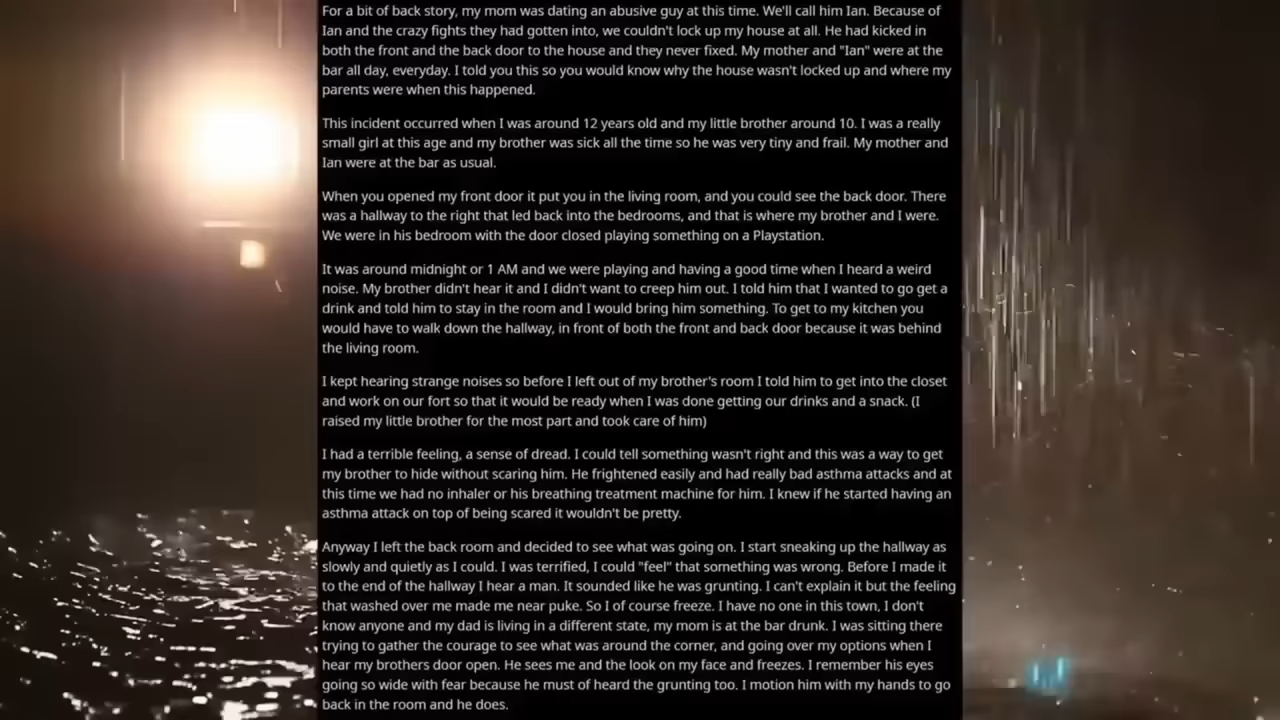 For a bit of back story, my mom was dating an abusive guy at this time. We'll call him Ian. Because of
Ian and the crazy fights they had gotten into, we couldn't lock up my house at all. He had kicked in
both the front and the back door to the house and they never fixed. My mother and "Ian" were at the
bar all day, everyday. I told you this so you would know why the house wasn't locked up and where my
parents were when this happened.
This incident occurred when I was around 12 years old and my little brother around 10. I was a really
small girl at this age and my brother was sick all the time so he was very tiny and frail. My mother and
Ian were at the bar as usual.
When you opened my front door it put you in the living room, and you could see the back door. There
was a hallway to the right that led back into the bedrooms, and that is where my brother and I were.
We were in his bedroom with the door closed playing something on a Playstation.
It was around midnight or 1 AM and we were playing and having a good time when I heard a weird
noise. My brother didn't hear it and I didn't want to creep him out. I told him that I wanted to go get a
drink and told him to stay in the room and I would bring him something. To get to my kitchen you
would have to walk down the hallway, in front of both the front and back door because it was behind
the living room.
I kept hearing strange noises so before I left out of my brother's room I told him to get into the closet
and work on our fort so that it would be ready when I was done getting our drinks and a snack. (I
raised my little brother for the most part and took care of him)
I had a terrible feeling, a sense of dread. I could tell something wasn't right and this was a way to get
my brother to hide without scaring him. He frightened easily and had really bad asthma attacks and at
this time we had no inhaler or his breathing treatment machine for him. I knew if he started having an
asthma attack on top of being scared it wouldn't be pretty.
Anyway I left the back room and decided to see what was going on. I start sneaking up the hallway as
slowly and quietly as I could. I was terrified, I could "feel" that something was wrong. Before I made it
to the end of the hallway I hear a man. It sounded like he was grunting. I can't explain it but the feeling
that washed over me made me near puke. So I of course freeze. I have no one in this town, I don't
know anyone and my dad is living in a different state, my mom is at the bar drunk. I was sitting there
trying to gather the courage to see what was around the corner, and going over my options when I
hear my brothers door open. He sees me and the look on my face and freezes. I remember his eyes
going so wide with fear because he must of heard the grunting too. I motion him with my hands to go
back in the room and he does.